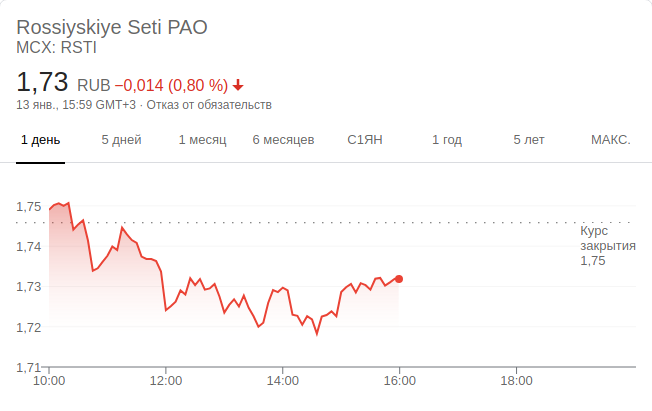 Rossiyskiye Seti PAO
MCX: RSTI
1,73 RUB −0,014 (0,80 %)
13 янв., 15:59 GMT+3 · Отказ от обязательств
1 день 5 дней 1 месяц 6 месяцев С1ЯН 1 год 5 лет МАКС.
1,75
1,74
1,73
1,72
1,71
Курс
закрытия
1,75
10:00 12:00 14:00 16:00 18:00